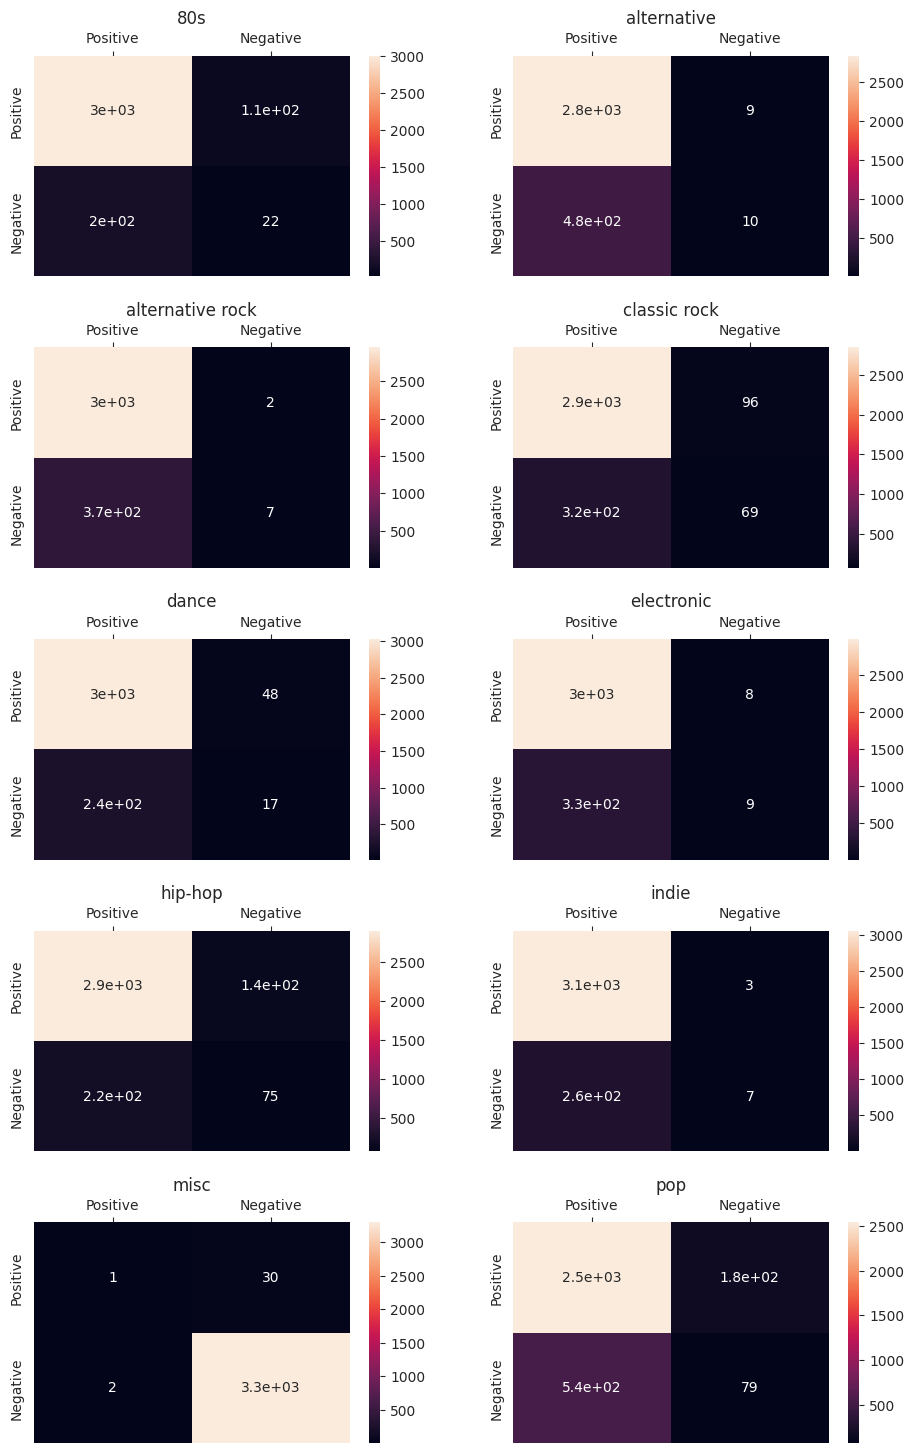 80s alternative
Positive Negative Positive Negative
3000
Positive 3e+03 1.1e+02 2500 Positive 2.8e+03 9 2500
2000 2000
1500 1500
Negative 2e+02 22 1000 Negative 4.8e+02 10 1000
500 500
alternative rock classic rock
Positive Negative Positive Negative
Positive 3e+03 2 2500 Positive 2.9e+03 96 2500
2000 2000
1500 1500
Negative 3.7e+02 7 1000 Negative 3.2e+02 69 1000
500 500
dance electronic
Positive Negative Positive Negative
3000
Positive 3e+03 48 2500 Positive 3e+03 8 2500
2000 2000
1500 1500
Negative 2.4e+02 17 1000 Negative 3.3e+02 9 1000
500 500
hip-hop indie
Positive Negative Positive Negative
3000
Positive 2.9e+03 1.4e+02 2500 Positive 3.1e+03 3 2500
2000 2000
1500 1500
Negative 2.2e+02 75 1000 Negative 2.6e+02 7 1000
500 500
misc pop
Positive Negative Positive Negative
3000 2500
Positive 1 30 2500 Positive 2.5e+03 1.8e+02 2000
2000
1500 1500
Negative 2 3.3e+03 1000 Negative 5.4e+02 79 1000
500 500